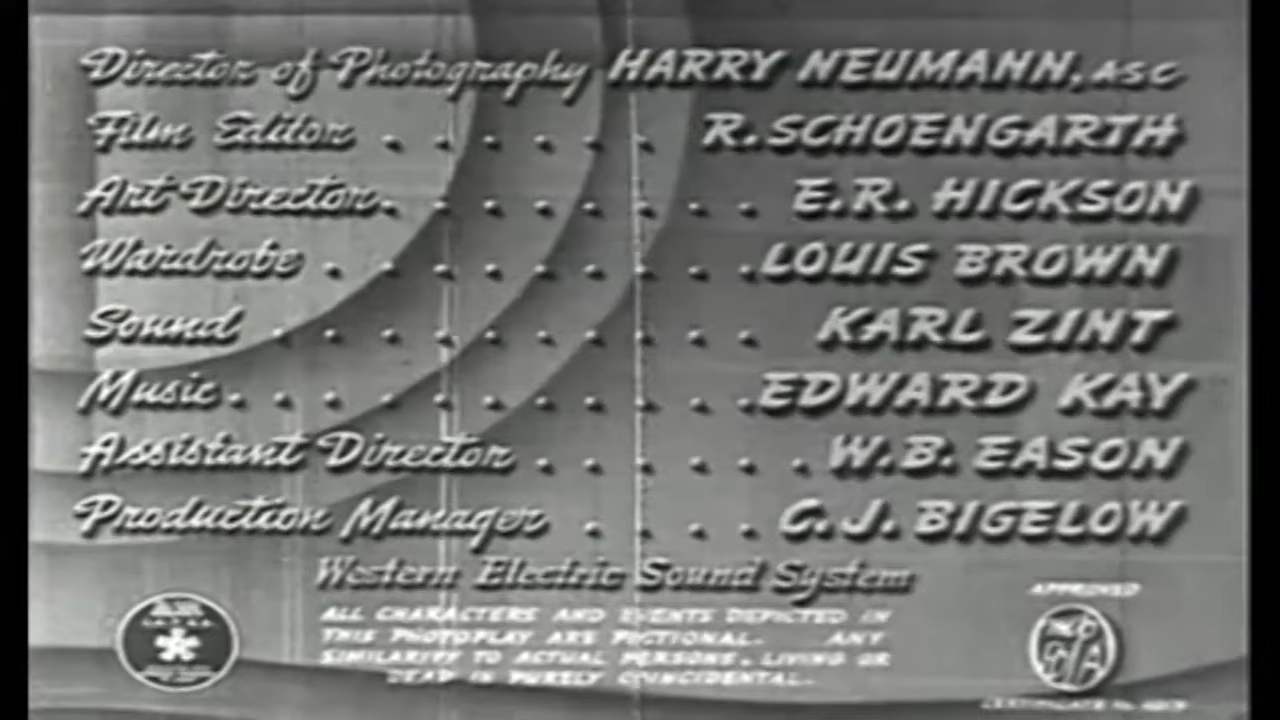 Director of Photography HARRY NEUMANN, ASC
Film Editor . . . . . . R. SCHOENGARTH
Art Director. . . . . . . . E.R. HICKSON
Wardrobe . . . . . . . . . LOUIS BROWN
Sound . . . . . . . . . . KARL ZINT
Music. . . . . . . . . . . EDWARD KAY
Assistant Director . . . . . . W.B. EASON
Production Manager . . . . C.J. BIGELOW
Western Electric Sound System
ALL CHARACTERS AND EVENTS DEPICTED IN
THIS PHOTOPLAY ARE FICTIONAL. ANY
SIMILARITY TO ACTUAL PERSONS, LIVING OR
DEAD IS PURELY COINCIDENTAL.
APPROVED
CERTIFICATE No.